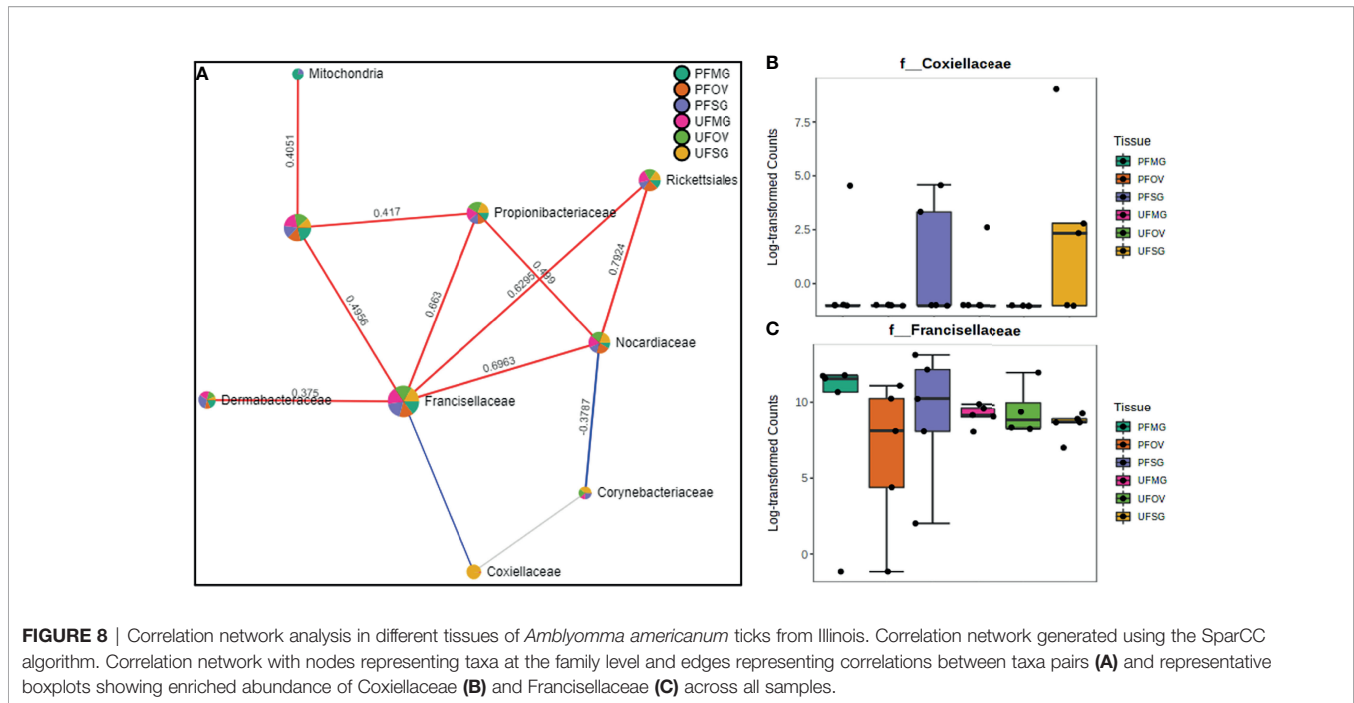 A
Mitochondria
PFMG
PFOV
PFSG
UFMG
UFOV
UFSG
0.4051
Rickettsiales
0.417
Propionibacteriaceae
0.7924
0.499
0.6295
0.663
0.4956
Nocardiaceae
0.6963
0.375
Dermabacteraceae
Francisellaceae
-0.3787
Corynebacteriaceae
Coxiellaceae
B
f__Coxiellaceae
Log-transformed Counts
7.5
5.0
2.5
0.0
Tissue
PFMG
PFOV
PFSG
UFMG
UFOV
UFSG
C
f__Francisellaceae
Log-transformed Counts
10
5
0
Tissue
PFMG
PFOV
PFSG
UFMG
UFOV
UFSG
FIGURE 8 | Correlation network analysis in different tissues of Amblyomma americanum ticks from Illinois. Correlation network generated using the SparCC
algorithm. Correlation network with nodes representing taxa at the family level and edges representing correlations between taxa pairs (A) and representative
boxplots showing enriched abundance of Coxiellaceae (B) and Francisellaceae (C) across all samples.